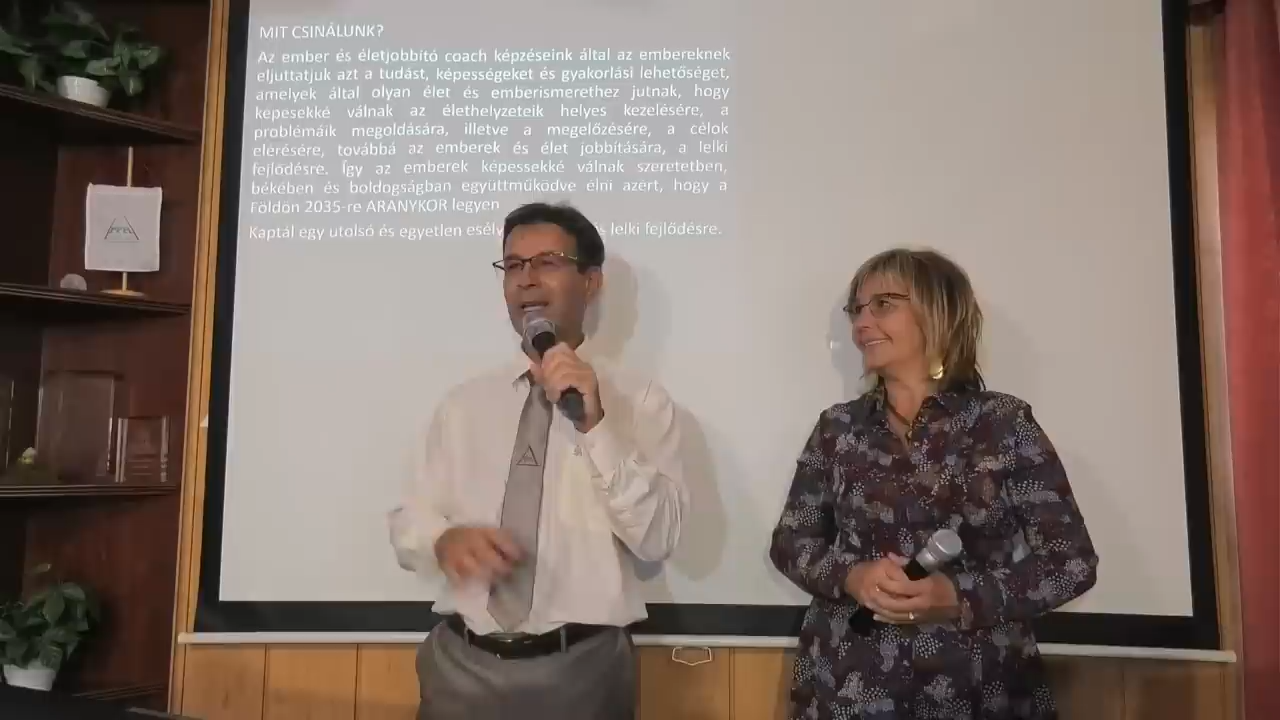 MIT CSINÁLUNK?
Az ember és életjobbító coach képzéseink által az embereknek
eljuttatjuk azt a tudást, képességeket és gyakorlási lehetőséget,
amelyek által olyan élet és emberismerethez jutnak, hogy
képesekké válnak az élethelyzeteik helyes kezelésére, a
problémáik megoldására, illetve a megelőzésére, a célok
elérésére, továbbá az emberek és élet jobbítására, a lelki
fejlődésre. Így az emberek képessekké válnak szeretetben,
békében és boldogságban együttműködve élni azért, hogy a
Földön 2035-re ARANYKOR legyen
Kaptál egy utolsó és egyetlen lelki fejlődésre.